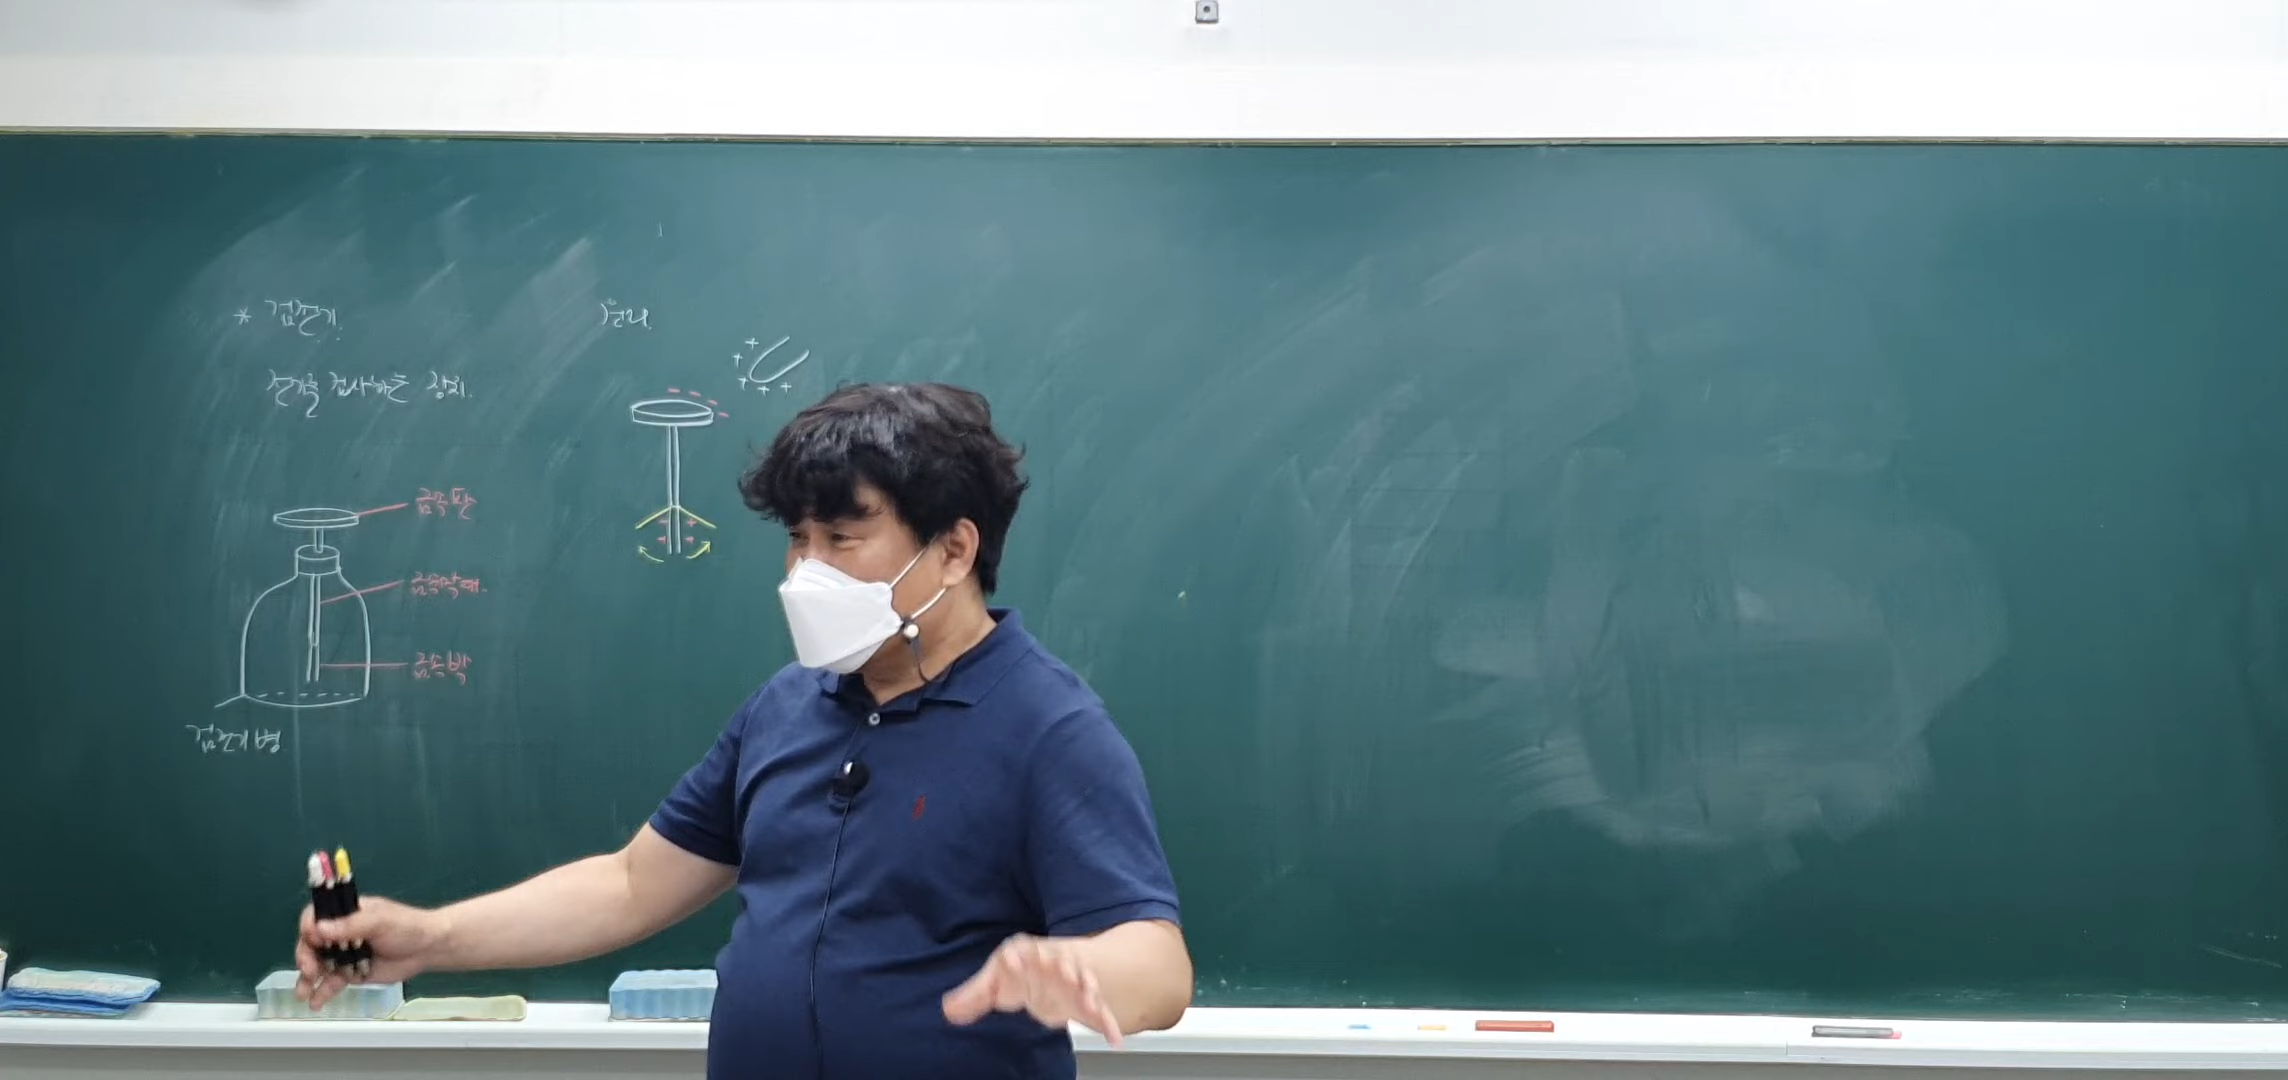 * 검전기.
전기를 검사하는 장치.
금속판
금속막대.
금속박
검전기병
원리.
+ + + + + +
- - - -
- +
- -